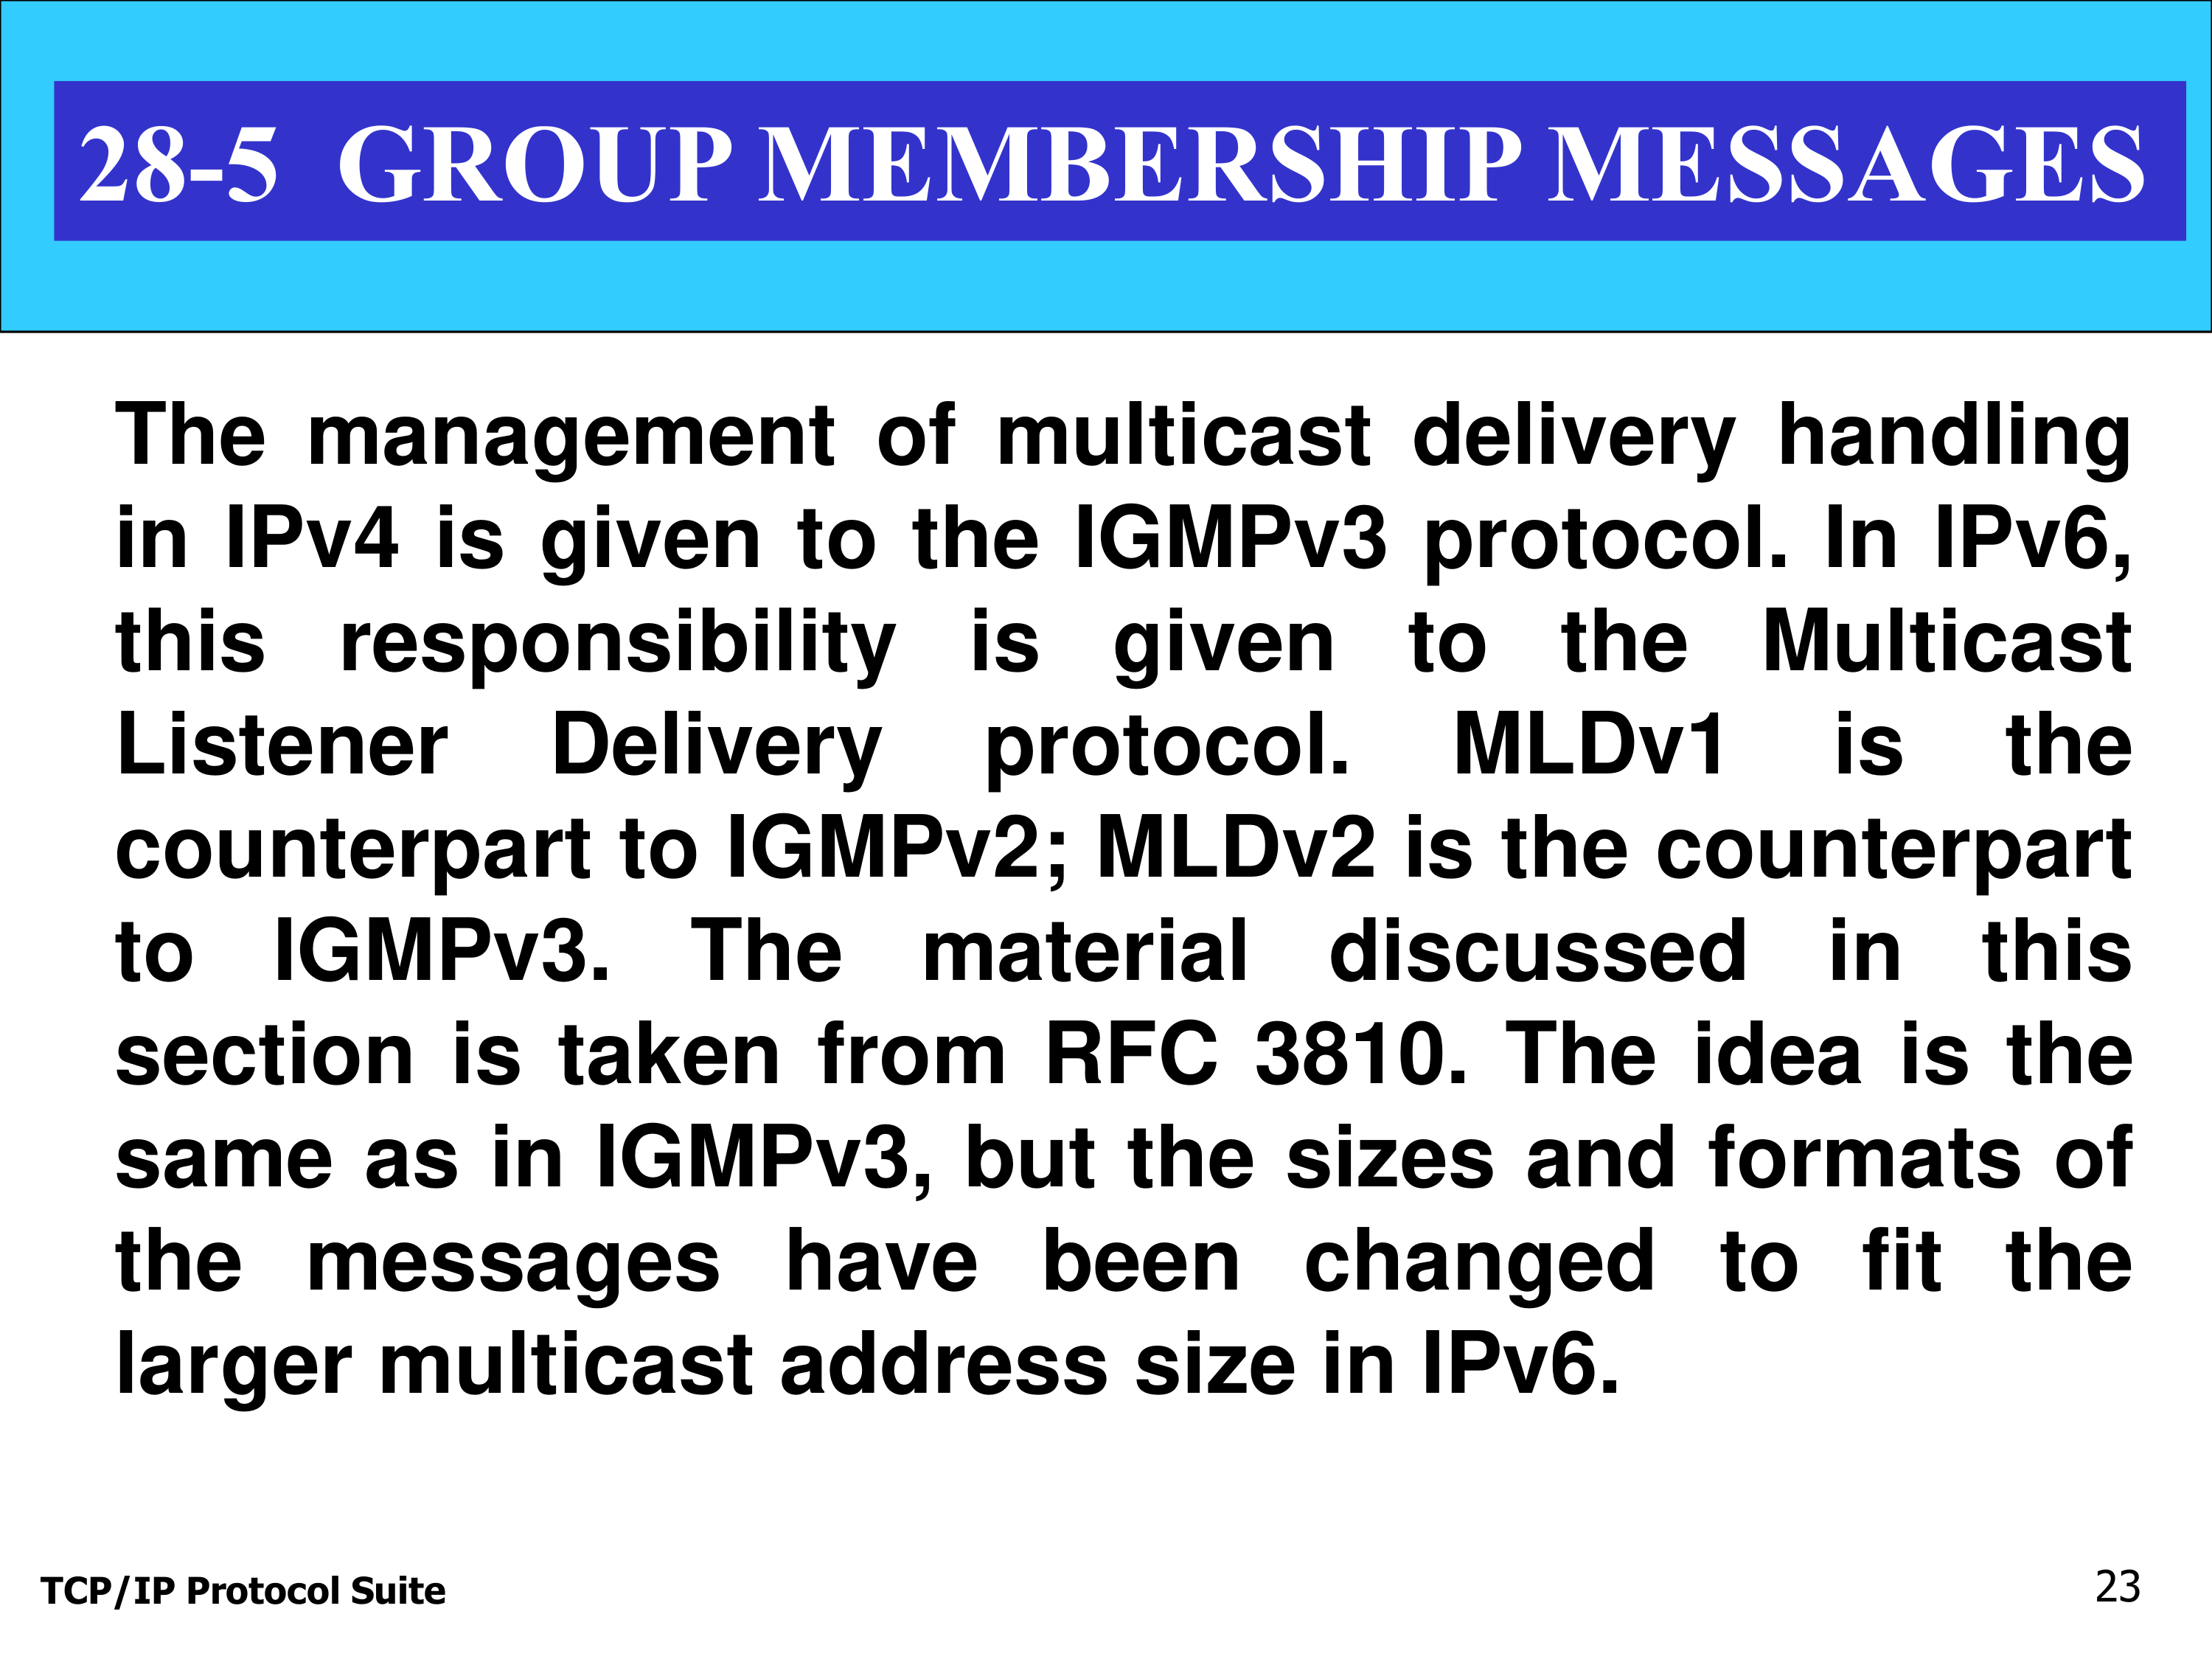 28-5 GROUP MEMBERSHIP MESSAGES
The management of multicast delivery handling
in IPv4 is given to the IGMPv3 protocol. In IPv6,
this responsibility is given to the Multicast
Listener Delivery protocol. MLDv1 is the
counterpart to IGMPv2; MLDv2 is the counterpart
to IGMPv3. The material discussed in this
section is taken from RFC 3810. The idea is the
same as in IGMPv3, but the sizes and formats of
the messages have been changed to fit the
larger multicast address size in IPv6.
TCP/IP Protocol Suite
23